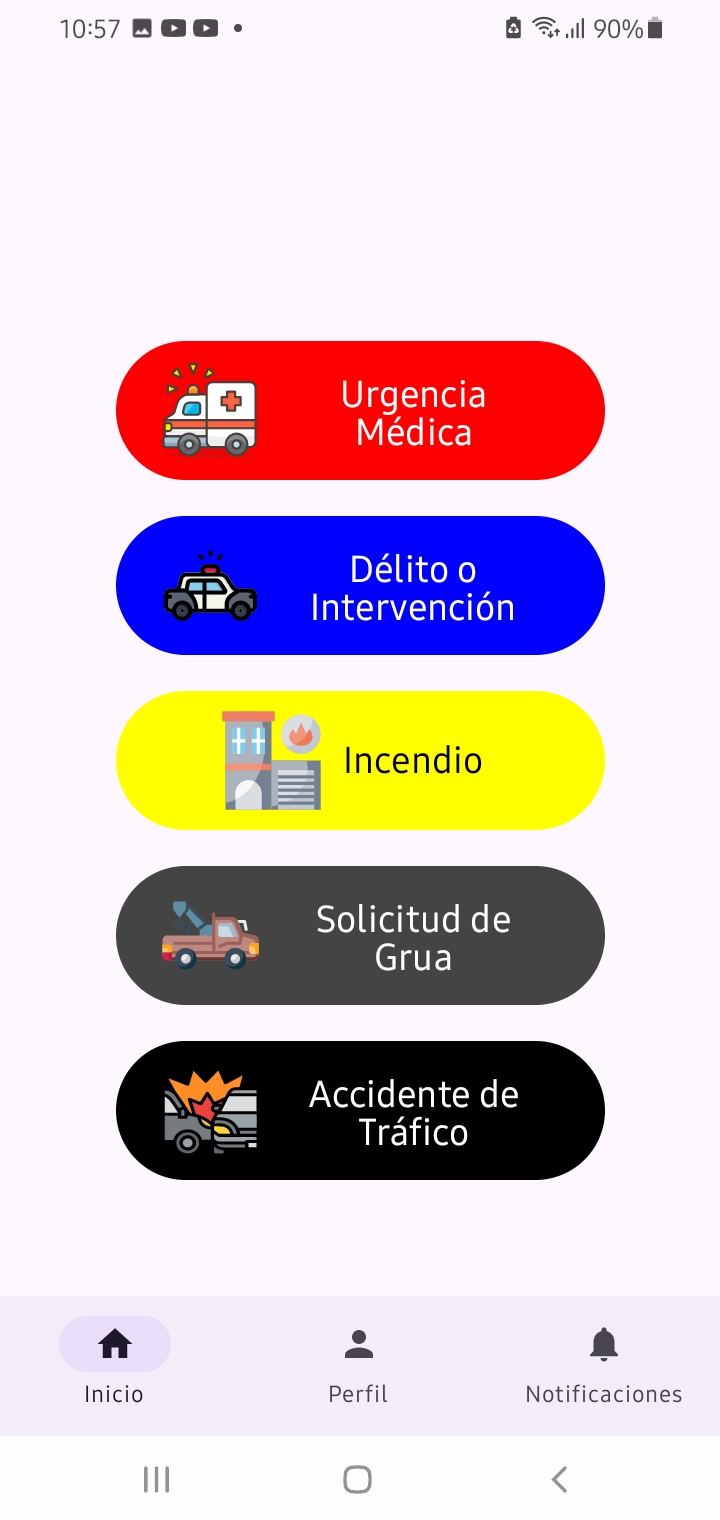 10:57
90%
Urgencia
Médica
Délito o
Intervención
Incendio
Solicitud de
Grua
Accidente de
Tráfico
Inicio
Perfil
Notificaciones